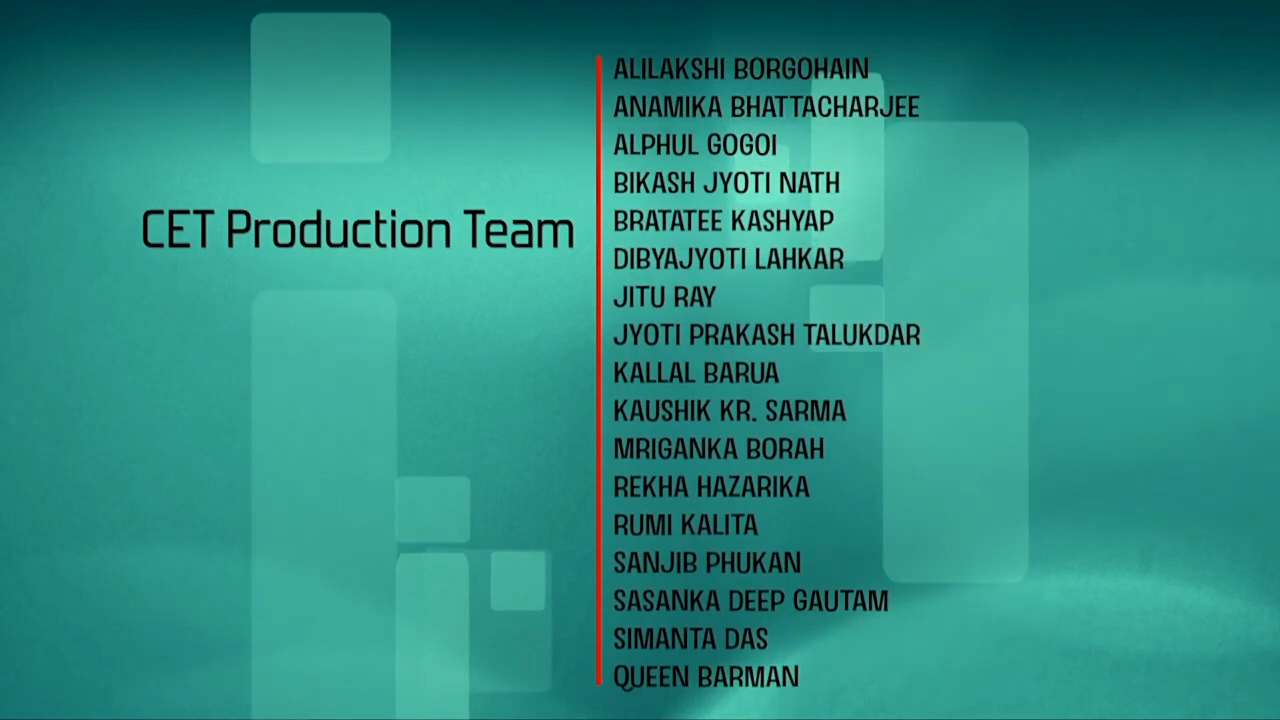 CET Production Team
ALILAKSHI BORGOHAIN
ANAMIKA BHATTACHARJEE
ALPHUL GOGOI
BIKASH JYOTI NATH
BRATATEE KASHYAP
DIBYAJYOTI LAHKAR
JITU RAY
JYOTI PRAKASH TALUKDAR
KALLAL BARUA
KAUSHIK KR. SARMA
MRIGANKA BORAH
REKHA HAZARIKA
RUMI KALITA
SANJIB PHUKAN
SASANKA DEEP GAUTAM
SIMANTA DAS
QUEEN BARMAN